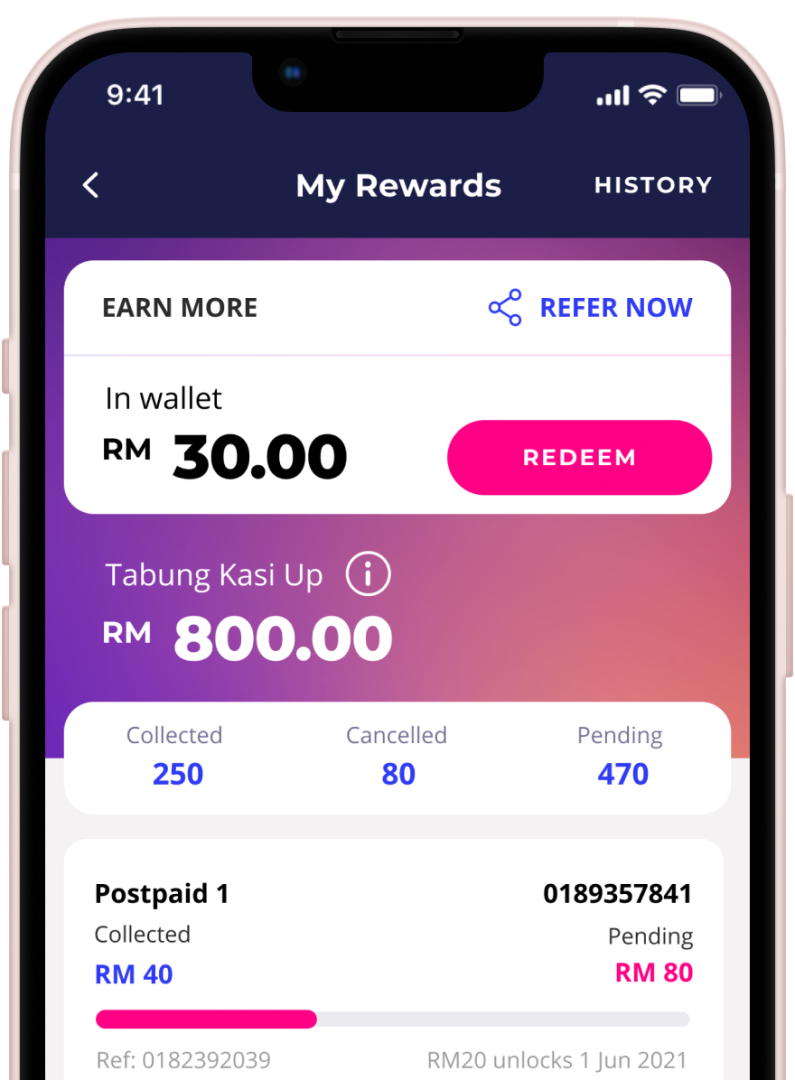 9:41
My Rewards HISTORY
EARN MORE REFER NOW
In wallet
RM 30.00
REDEEM
Tabung Kasi Up
RM 800.00
Collected Cancelled Pending
250 80 470
Postpaid 1 0189357841
Collected Pending
RM 40 RM 80
Ref: 0182392039 RM20 unlocks 1 Jun 2021